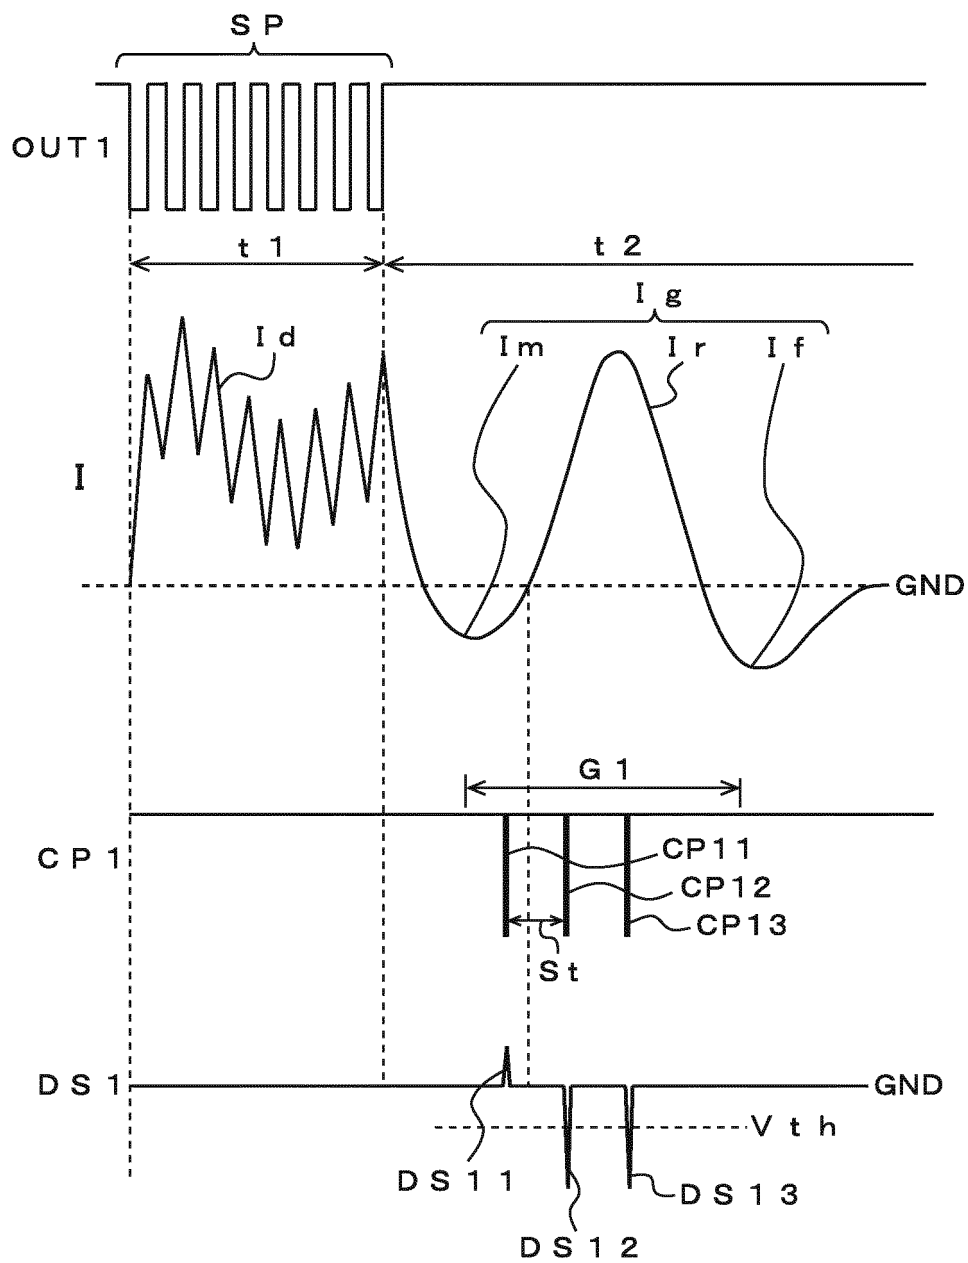 SP
OUT1
t1
t2
Ig
Id
Im
Ir
If
I
GND
G1
CP1
CP11
CP12
CP13
St
DS1
GND
Vth
DS11
DS13
DS12